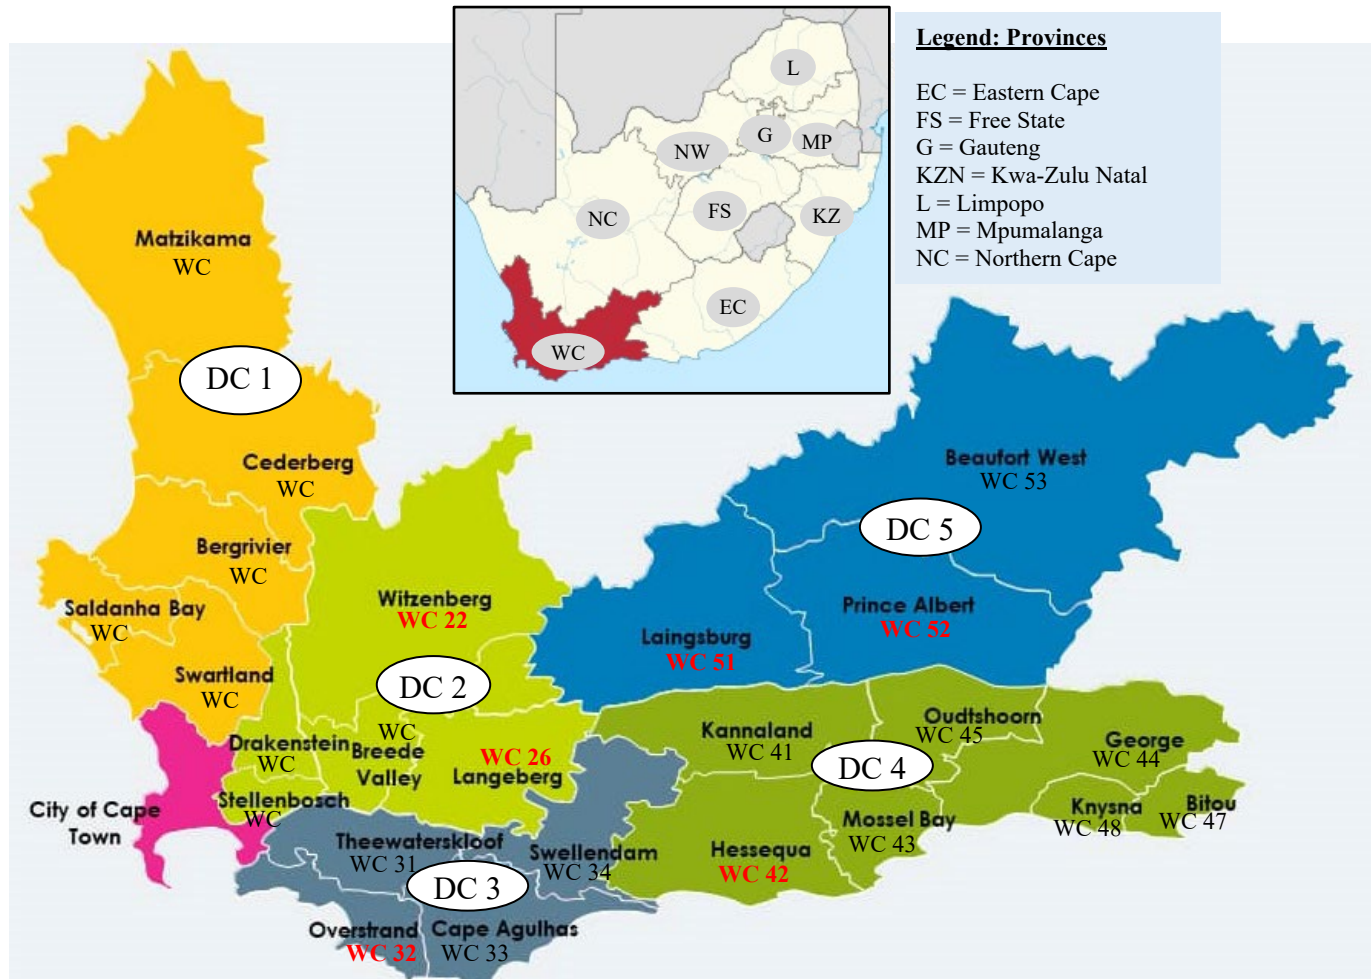 Legend: Provinces
EC = Eastern Cape
FS = Free State
G = Gauteng
KZN = Kwa-Zulu Natal
L = Limpopo
MP = Mpumalanga
NC = Northern Cape
L
G
MP
NW
NC
FS
KZ
EC
WC
Matzikama
WC
DC 1
Cederberg
WC
Bergrivier
WC
Saldanha Bay
WC
Swartland
WC
Witzenberg
WC 22
DC 2
WC
Breede
Valley
WC 26
Langeberg
Drakenstein
WC
Stellenbosch
WC
City of Cape
Town
Theewaterskloof
WC 31
Swellendam
WC 34
DC 3
Overstrand
WC 32
Cape Agulhas
WC 33
Beaufort West
WC 53
DC 5
Prince Albert
WC 52
Laingsburg
WC 51
Kannaland
WC 41
Oudtshoorn
WC 45
George
WC 44
DC 4
Mossel Bay
WC 43
Knysna
WC 48
Bitou
WC 47
Hessequa
WC 42